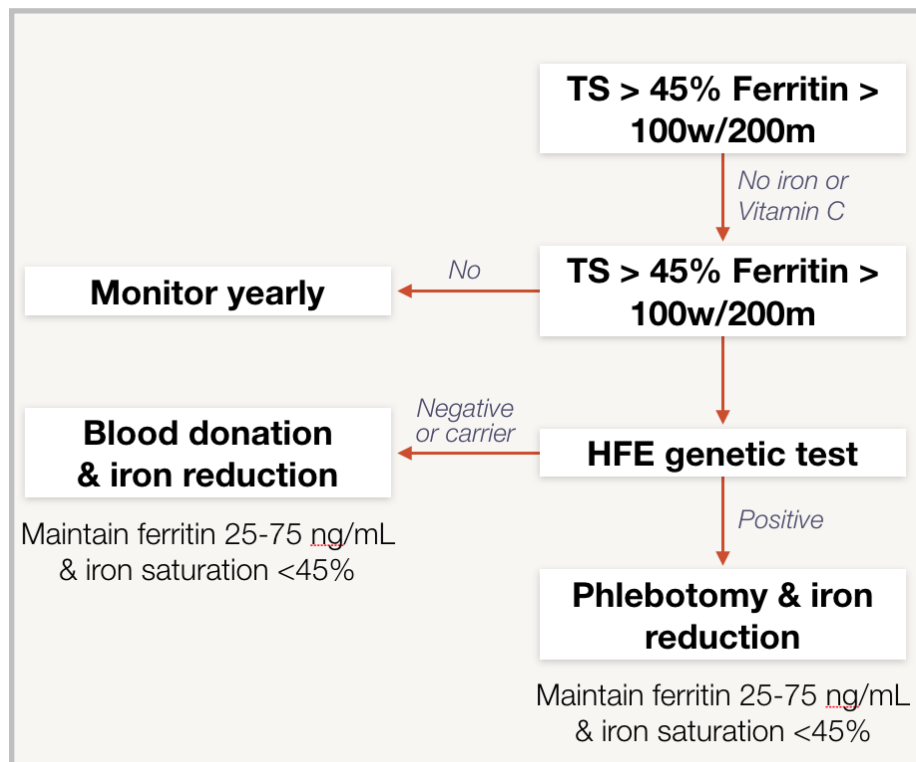 TS > 45% Ferritin >
100w/200m
No iron or
Vitamin C
TS > 45% Ferritin >
100w/200m
No
Monitor yearly
HFE genetic test
Negative
or carrier
Blood donation
& iron reduction
Maintain ferritin 25-75 ng/mL
& iron saturation <45%
Positive
Phlebotomy & iron
reduction
Maintain ferritin 25-75 ng/mL
& iron saturation <45%